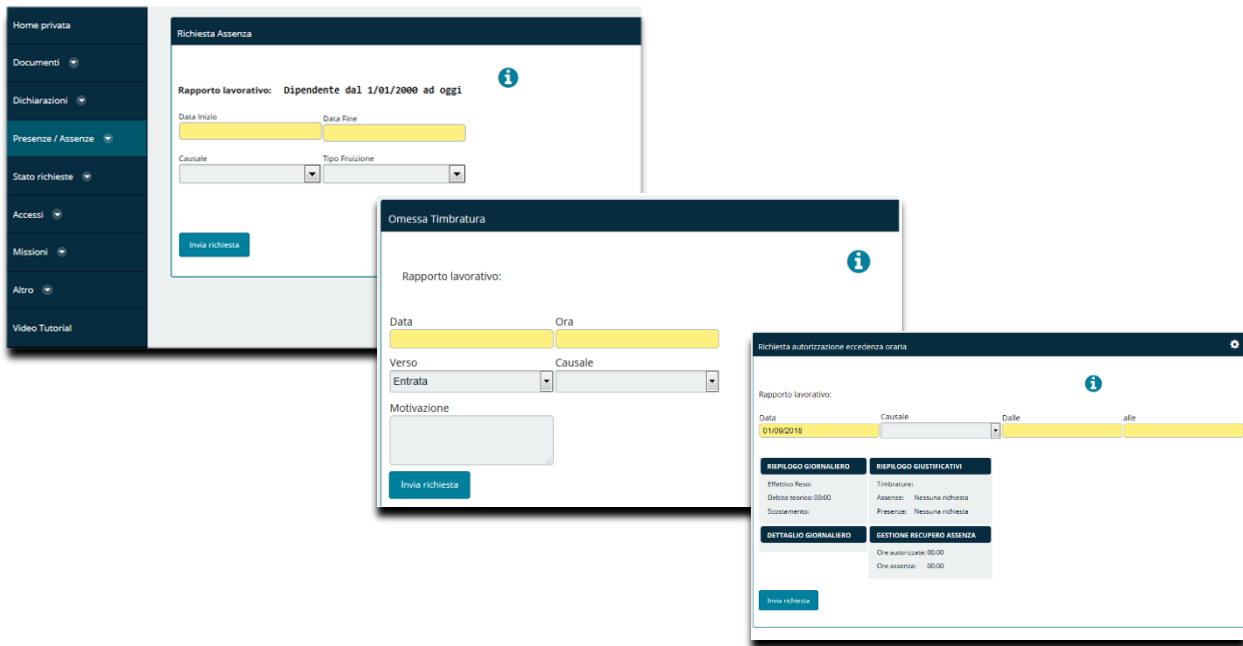 Home privata
Documenti
Dichiarazioni
Presenze / Assenze
Stato richieste
Accessi
Missioni
Altro
Video Tutorial
Richiesta Assenza
Rapporto lavorativo: Dipendente dal 1/01/2000 ad oggi
Data Inizio Data Fine
Causale Tipo Fruizione
Invia richiesta
Omessa Timbratura
Rapporto lavorativo:
Data Ora
Verso Causale
Entrata
Motivazione
Invia richiesta
Richiesta autorizzazione eccedenza oraria
Rapporto lavorativo:
Data Causale Dalle alle
01/09/2018
RIEPILOGO GIORNALIERO RIEPILOGO GIUSTIFICATIVI
Effettivo Reso: Timbrature:
Debito teorico: 00:00 Assenze: Nessuna richiesta
Scostamento: Presenze: Nessuna richiesta
DETTAGLIO GIORNALIERO GESTIONE RECUPERO ASSENZA
Ore autorizzate: 00:00
Ore assenza: 00:00
Invia richiesta